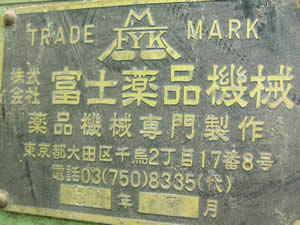 M
FYK
TRADE MARK
株式会社 富士薬品機械
薬品機械専門製作
東京都大田区千鳥2丁目17番8号
電話03(750)8335(代)
年 月